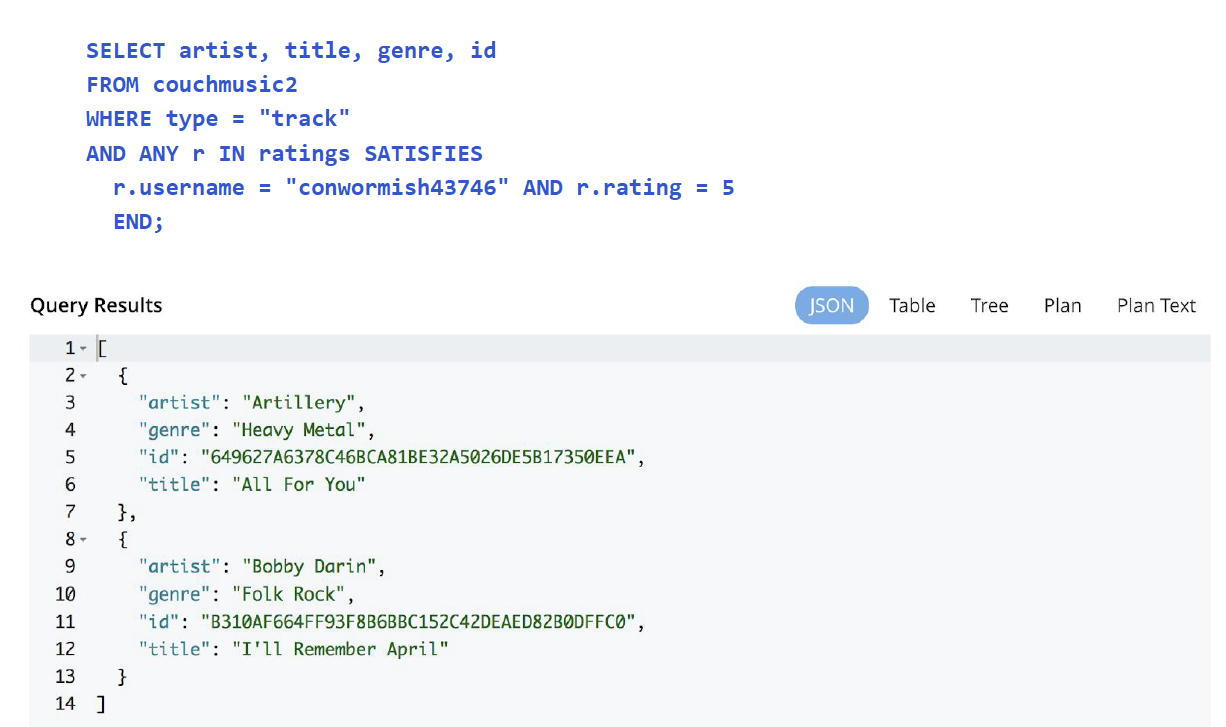 SELECT artist, title, genre, id
FROM couchmusic2
WHERE type = "track"
AND ANY r IN ratings SATISFIES
r.username = "conwormish43746" AND r.rating = 5
END;
Query Results JSON Table Tree Plan Plan Text
1 [
2 {
3 "artist": "Artillery",
4 "genre": "Heavy Metal",
5 "id": "649627A6378C46BCA81BE32A5026DE5B17350EEA",
6 "title": "All For You"
7 },
8 {
9 "artist": "Bobby Darin",
10 "genre": "Folk Rock",
11 "id": "B310AF664FF93F8B6BBC152C42DEAED82B0DFFC0",
12 "title": "I'll Remember April"
13 }
14 ]